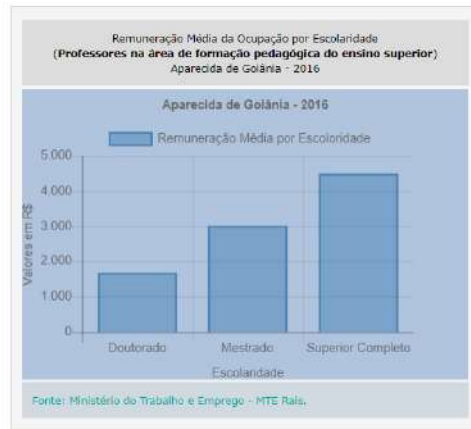 Remuneração Média da Ocupação por Escolaridade
(Professores na área de formação pedagógica do ensino superior)
Aparecida de Goiânia - 2016
Aparecida de Goiânia - 2016
Remuneração Média por Escoloridade
Valores em R$
5.000
4.000
3.000
2.000
1.000
0
Doutorado
Mestrado
Superior Completo
Escolaridade
Fonte: Ministério do Trabalho e Emprego - MTE Rais.